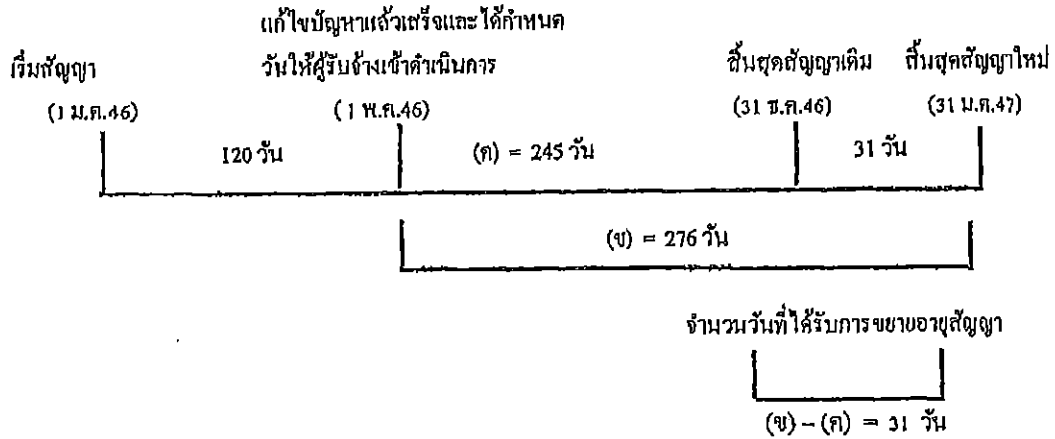 แก้ไขปัญหาแล้วเสร็จและได้กำหนด
เริ่มสัญญา วันให้ผู้รับจ้างเข้าดำเนินการ สิ้นสุดสัญญาเดิม สิ้นสุดสัญญาใหม่
(1 ม.ค.46) (1 พ.ค.46) (31 ธ.ค.46) (31 ม.ค.47)
120 วัน (ค) = 245 วัน 31 วัน
(ข) = 276 วัน
จำนวนวันที่ได้รับการขยายอายุสัญญา
(ข) – (ค) = 31 วัน